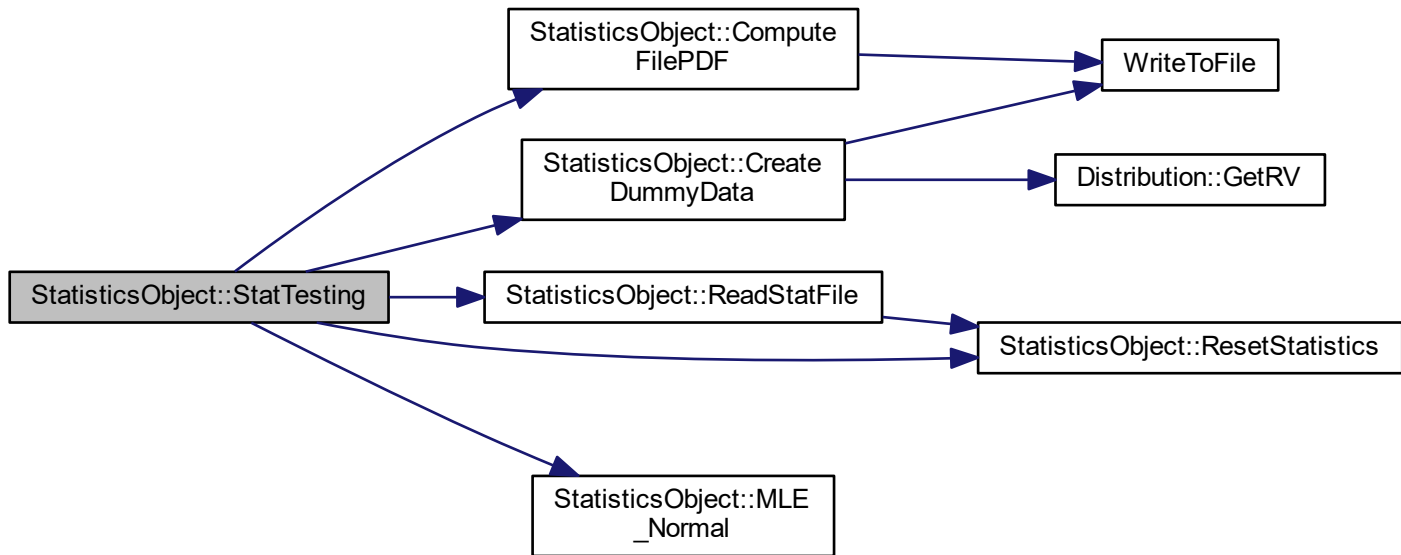 StatisticsObject::Compute
FilePDF
WriteToFile
StatisticsObject::Create
DummyData
Distribution::GetRV
StatisticsObject::StatTesting
StatisticsObject::ReadStatFile
StatisticsObject::ResetStatistics
StatisticsObject::MLE
_Normal